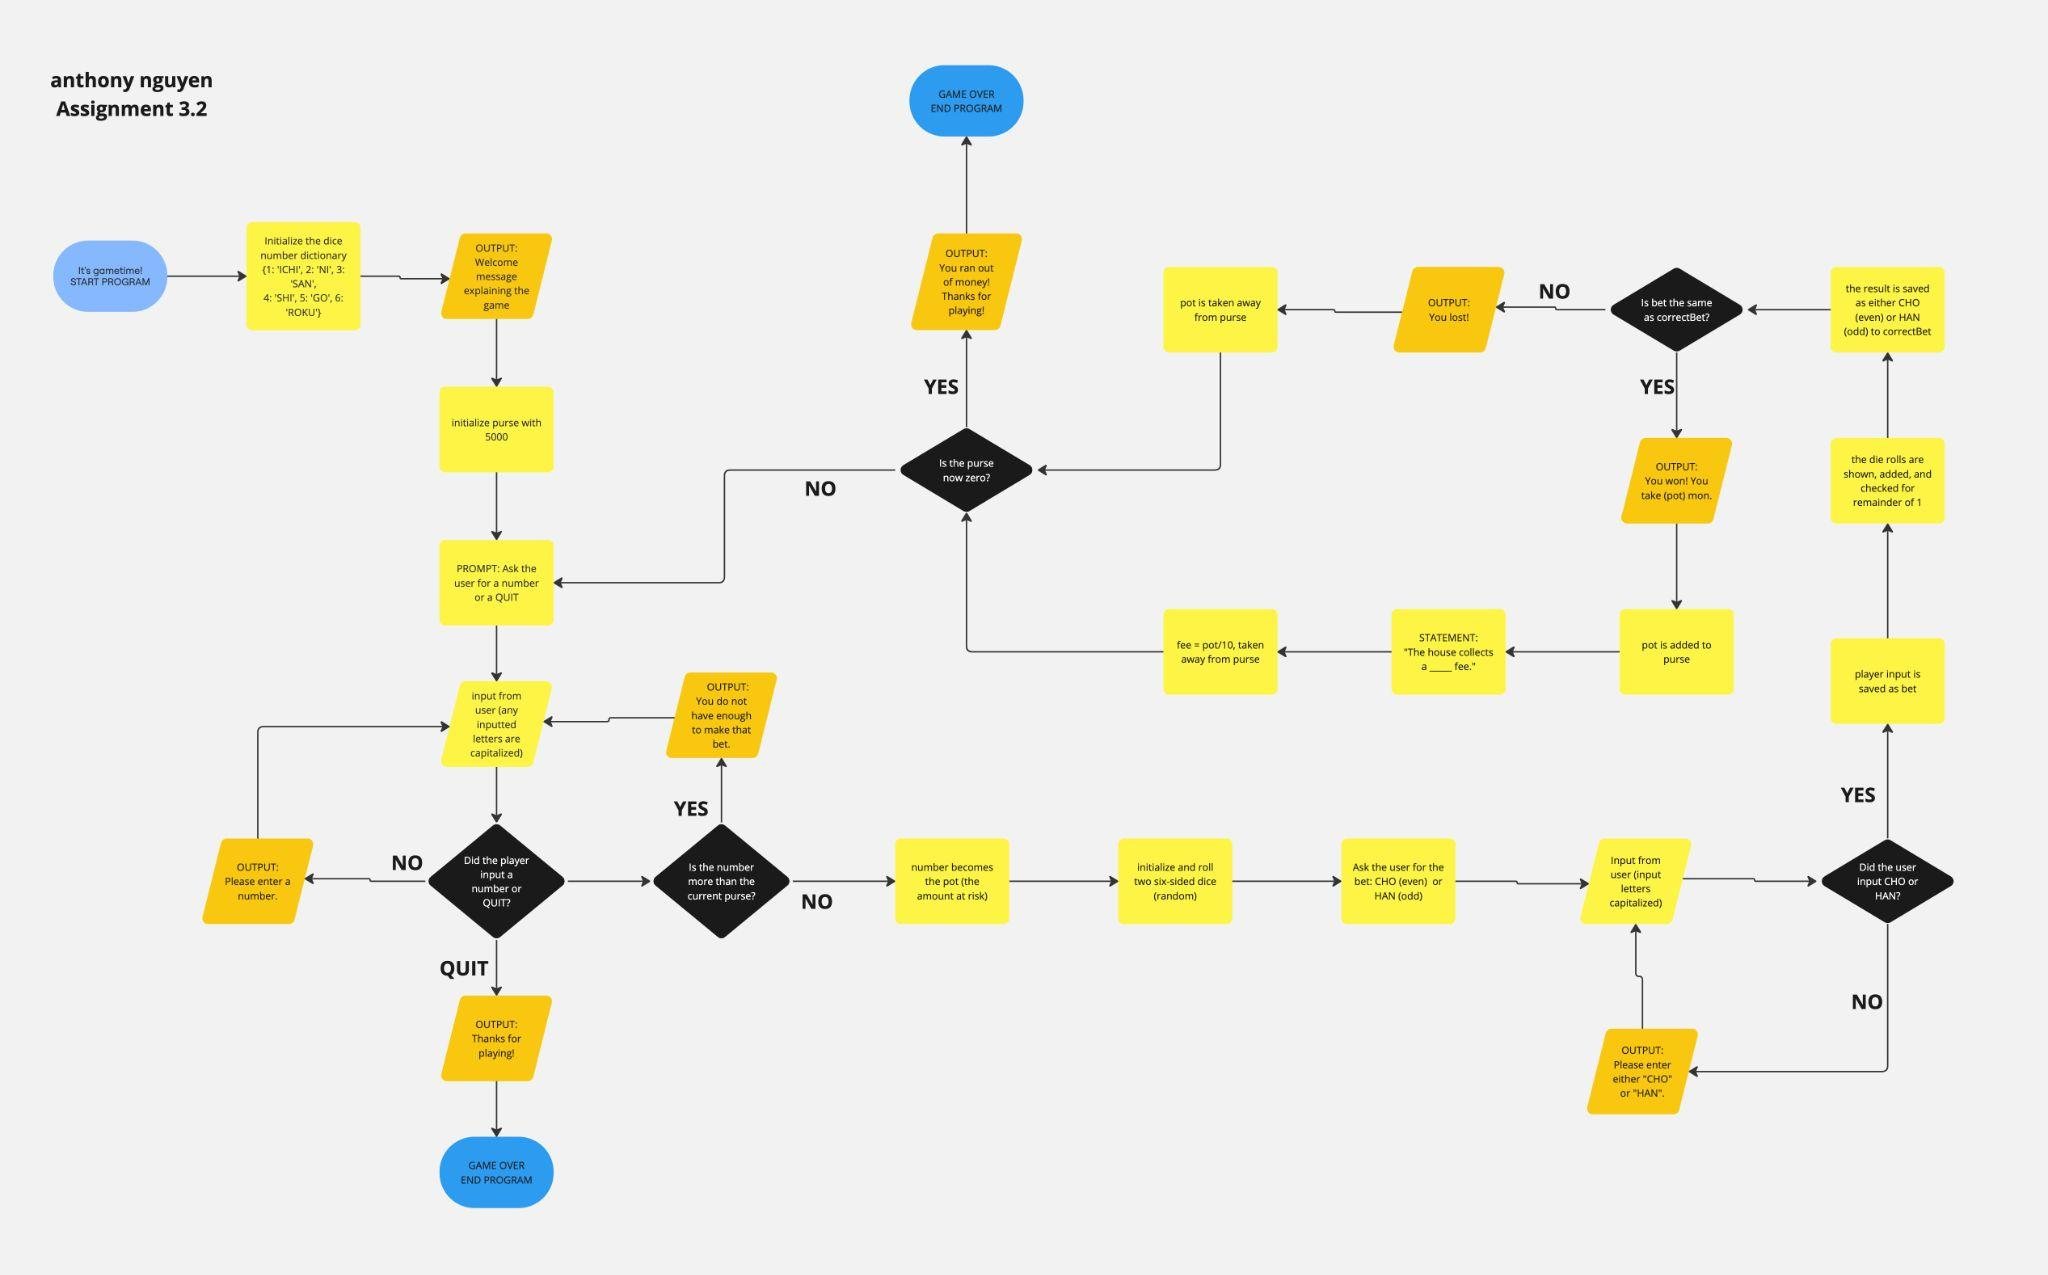 anthony nguyen
Assignment 3.2
It's gametime!
START PROGRAM
Initialize the dice
number dictionary
{1: 'ICHI', 2: 'NI', 3:
'SAN',
4: 'SHI', 5: 'GO', 6:
'ROKU'}
OUTPUT:
Welcome
message
explaining the
game
initialize purse with
5000
PROMPT: Ask the
user for a number
or a QUIT
input from
user (any
inputted
letters are
capitalized)
Did the player
input a
number or
QUIT?
NO
OUTPUT:
Please enter a
number.
QUIT
OUTPUT:
Thanks for
playing!
GAME OVER
END PROGRAM
Is the number
more than the
current purse?
YES
OUTPUT:
You do not
have enough
to make that
bet.
NO
number becomes
the pot (the
amount at risk)
initialize and roll
two six-sided dice
(random)
Ask the user for the
bet: CHO (even)  or
HAN (odd)
Input from
user (input
letters
capitalized)
Did the user
input CHO or
HAN?
NO
OUTPUT:
Please enter
either "CHO"
or "HAN".
YES
player input is
saved as bet
the die rolls are
shown, added, and
checked for
remainder of 1
the result is saved
as either CHO
(even) or HAN
(odd) to correctBet
Is bet the same
as correctBet?
NO
OUTPUT:
You lost!
pot is taken away
from purse
YES
OUTPUT:
You won! You
take (pot) mon.
pot is added to
purse
STATEMENT:
"The house collects
a _____ fee."
fee = pot/10, taken
away from purse
Is the purse
now zero?
NO
YES
OUTPUT:
You ran out
of money!
Thanks for
playing!
GAME OVER
END PROGRAM